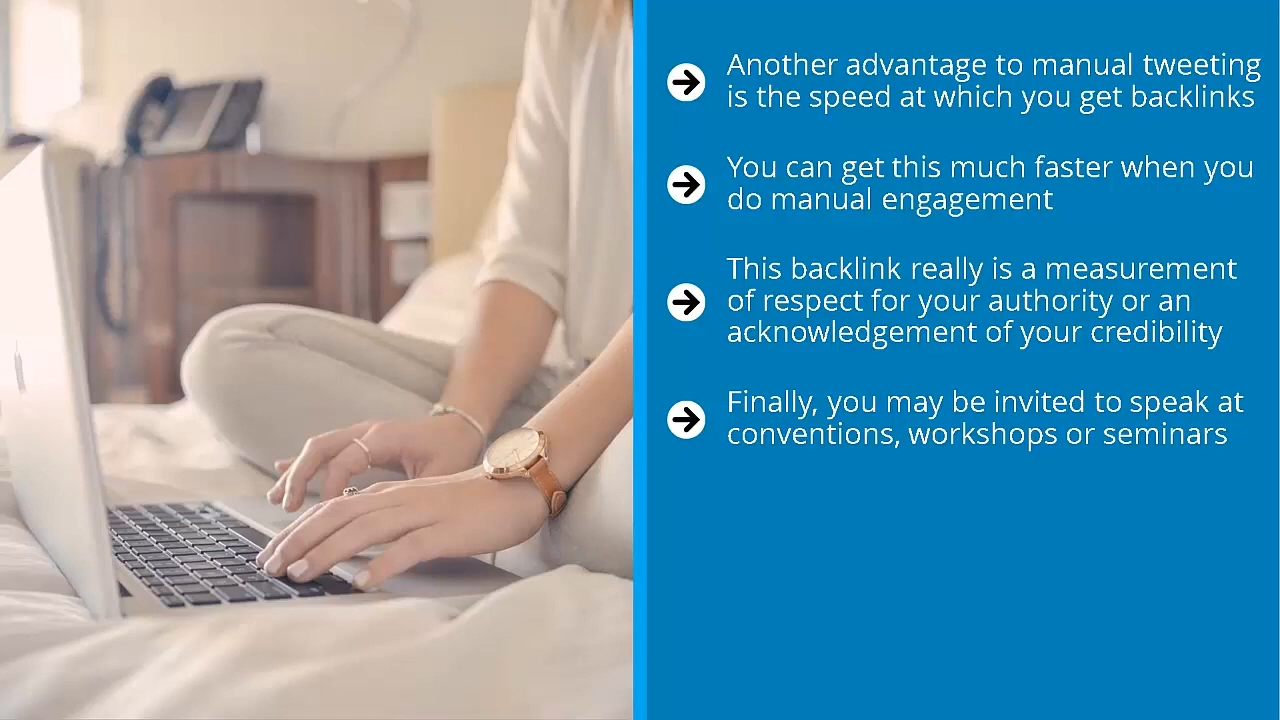 Another advantage to manual tweeting
is the speed at which you get backlinks
You can get this much faster when you
do manual engagement
This backlink really is a measurement
of respect for your authority or an
acknowledgement of your credibility
Finally, you may be invited to speak at
conventions, workshops or seminars